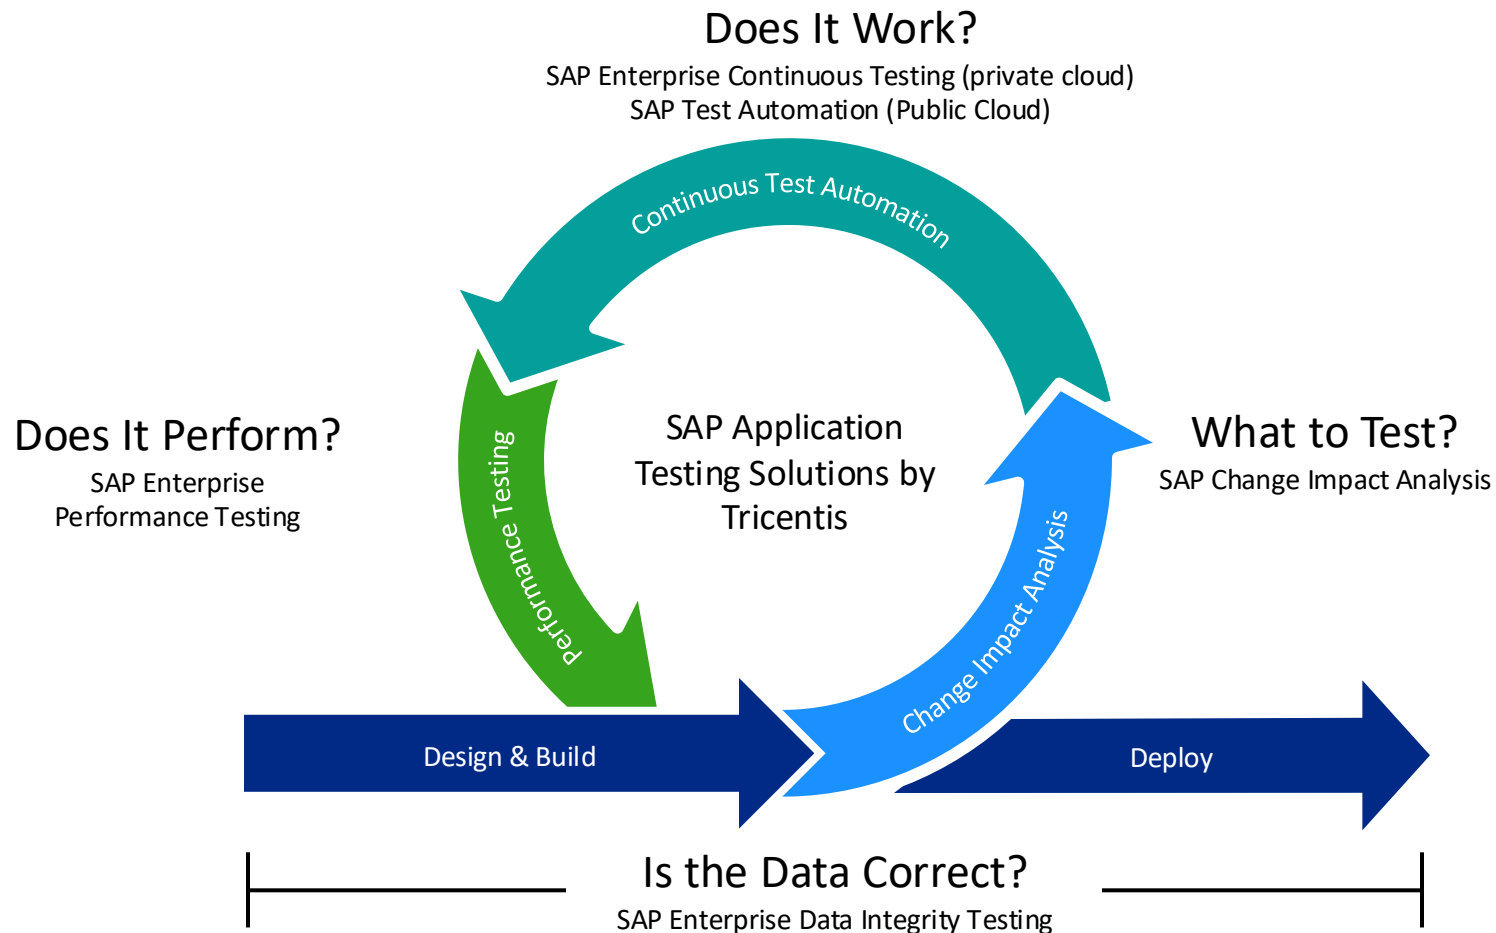 Does It Work?
SAP Enterprise Continuous Testing (private cloud)
SAP Test Automation (Public Cloud)
Continuous Test Automation
Does It Perform?
SAP Enterprise
Performance Testing
Performance Testing
SAP Application
Testing Solutions by
Tricentis
What to Test?
SAP Change Impact Analysis
Change Impact Analysis
Design & Build
Deploy
Is the Data Correct?
SAP Enterprise Data Integrity Testing